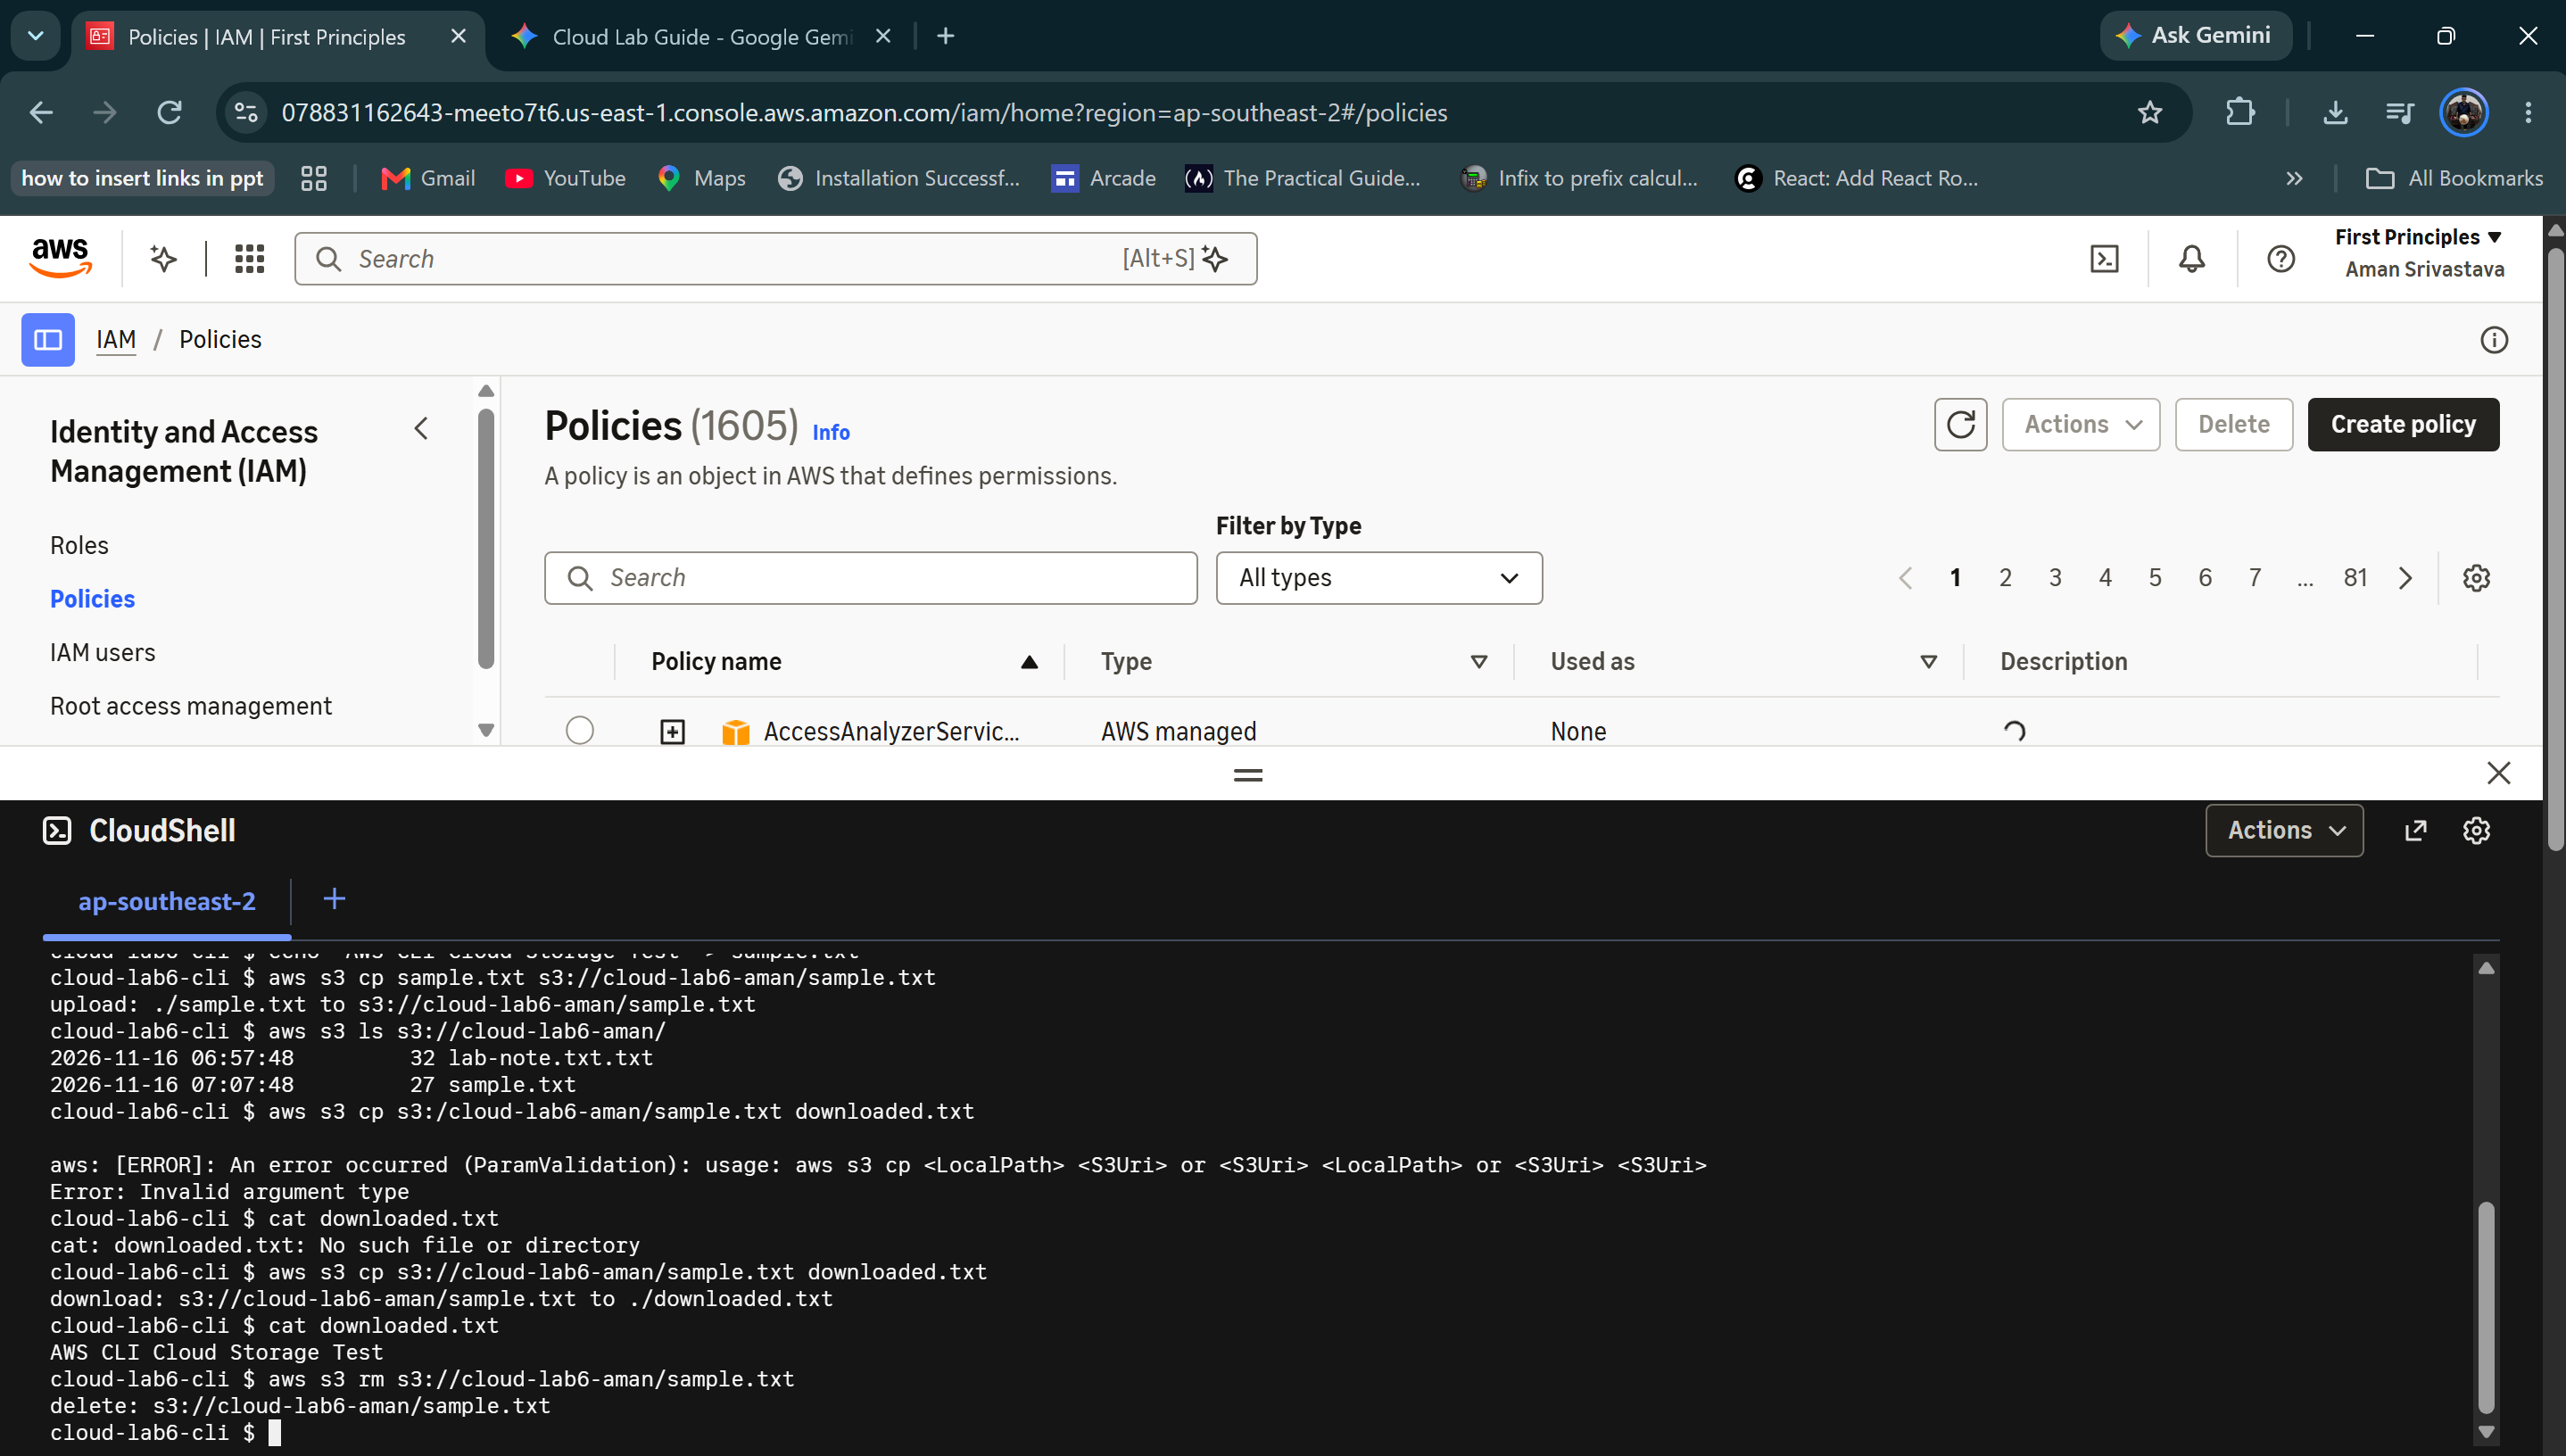 Policies | IAM | First Principles
Cloud Lab Guide - Google Gemi
Ask Gemini
078831162643-meeto7t6.us-east-1.console.aws.amazon.com/iam/home?region=ap-southeast-2#/policies
how to insert links in ppt
Gmail
YouTube
Maps
Installation Successf...
Arcade
The Practical Guide...
Infix to prefix calcul...
React: Add React Ro...
All Bookmarks
aws
Search
[Alt+S]
First Principles
Aman Srivastava
IAM / Policies
Identity and Access Management (IAM)
Roles
Policies
IAM users
Root access management
Policies (1605) Info
Actions
Delete
Create policy
A policy is an object in AWS that defines permissions.
Filter by Type
Search
All types
1 2 3 4 5 6 7 ... 81
Policy name
Type
Used as
Description
AccessAnalyzerServic...
AWS managed
None
CloudShell
Actions
ap-southeast-2
cloud-lab6-cli $ echo "AWS CLI Cloud Storage Test" > sample.txt
cloud-lab6-cli $ aws s3 cp sample.txt s3://cloud-lab6-aman/sample.txt
upload: ./sample.txt to s3://cloud-lab6-aman/sample.txt
cloud-lab6-cli $ aws s3 ls s3://cloud-lab6-aman/
2026-11-16 06:57:48         32 lab-note.txt.txt
2026-11-16 07:07:48         27 sample.txt
cloud-lab6-cli $ aws s3 cp s3:/cloud-lab6-aman/sample.txt downloaded.txt
aws: [ERROR]: An error occurred (ParamValidation): usage: aws s3 cp <LocalPath> <S3Uri> or <S3Uri> <LocalPath> or <S3Uri> <S3Uri>
Error: Invalid argument type
cloud-lab6-cli $ cat downloaded.txt
cat: downloaded.txt: No such file or directory
cloud-lab6-cli $ aws s3 cp s3://cloud-lab6-aman/sample.txt downloaded.txt
download: s3://cloud-lab6-aman/sample.txt to ./downloaded.txt
cloud-lab6-cli $ cat downloaded.txt
AWS CLI Cloud Storage Test
cloud-lab6-cli $ aws s3 rm s3://cloud-lab6-aman/sample.txt
delete: s3://cloud-lab6-aman/sample.txt
cloud-lab6-cli $